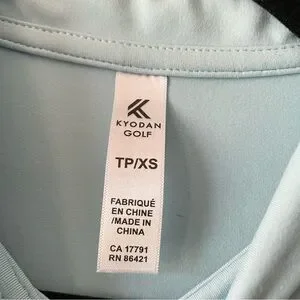 KYODAN
GOLF
TP/XS
FABRIQUÉ
EN CHINE
/MADE IN
CHINA
CA 17791
RN 86421